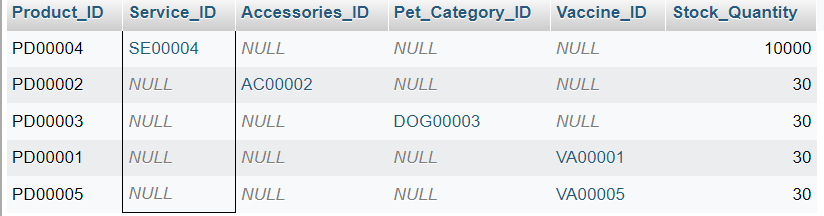 Product_ID Service_ID Accessories_ID Pet_Category_ID Vaccine_ID Stock_Quantity
PD00004 SE00004 NULL NULL NULL 10000
PD00002 NULL AC00002 NULL NULL 30
PD00003 NULL NULL DOG00003 NULL 30
PD00001 NULL NULL NULL VA00001 30
PD00005 NULL NULL NULL VA00005 30